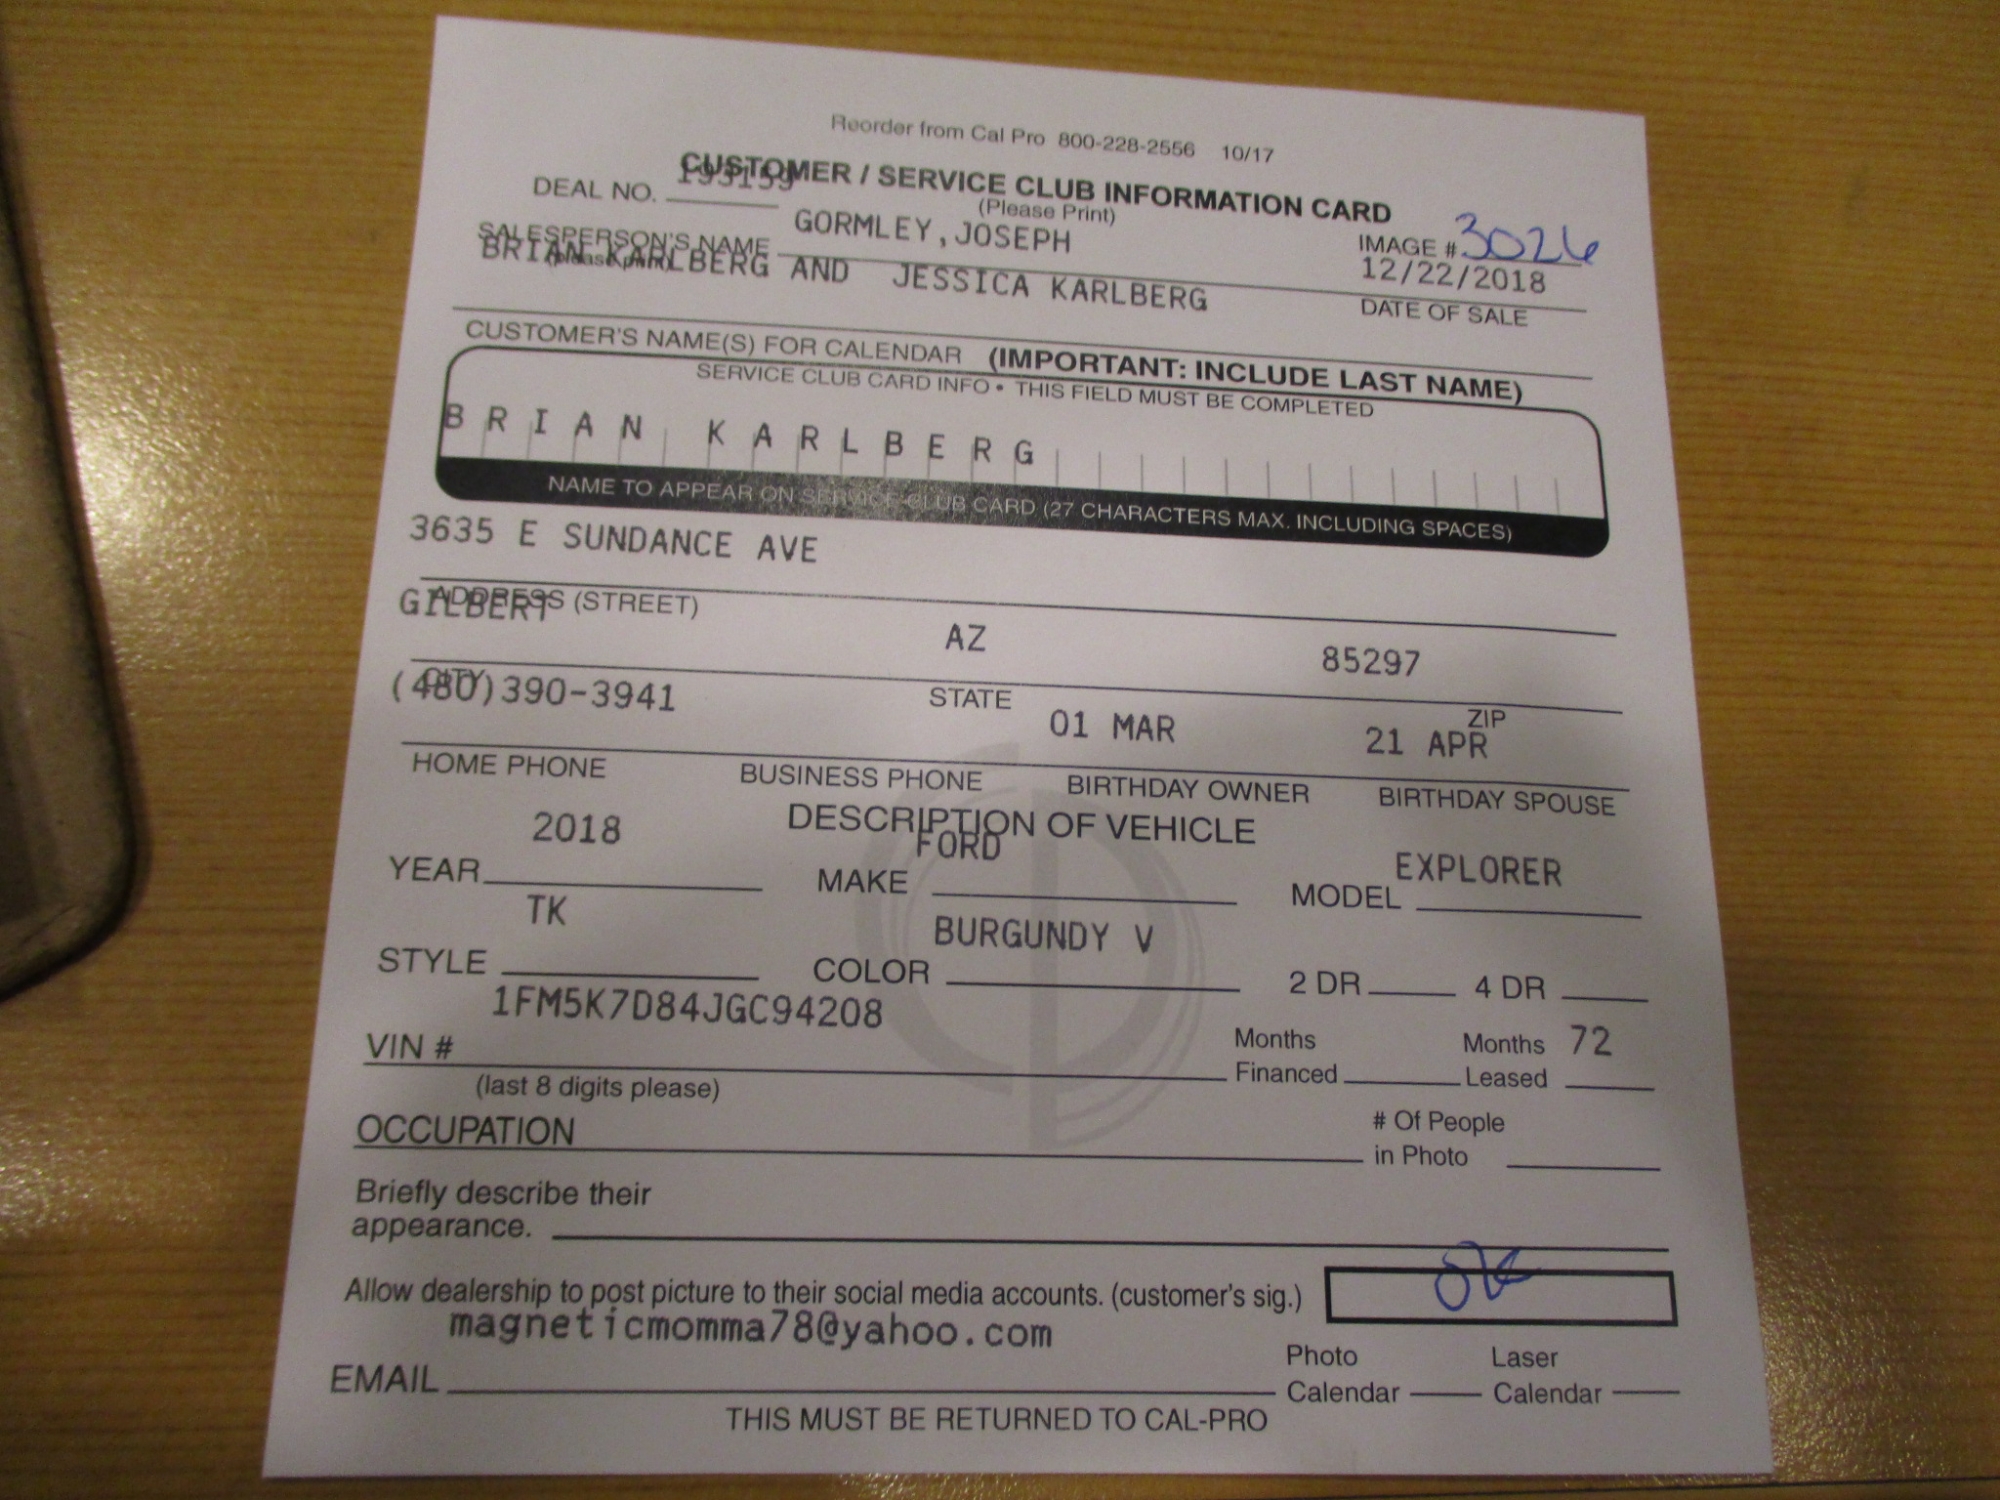 Reorder from Cal Pro 800-228-2556 10/17
CUSTOMER / SERVICE CLUB INFORMATION CARD
(Please Print)
DEAL NO. 193159
SALESPERSON'S NAME GORMLEY,JOSEPH
(please print)
IMAGE # 3026
BRIAN KARLBERG AND JESSICA KARLBERG
12/22/2018
DATE OF SALE
CUSTOMER'S NAME(S) FOR CALENDAR (IMPORTANT: INCLUDE LAST NAME)
SERVICE CLUB CARD INFO • THIS FIELD MUST BE COMPLETED
BRIAN KARLBERG
NAME TO APPEAR ON SERVICE CLUB CARD (27 CHARACTERS MAX. INCLUDING SPACES)
3635 E SUNDANCE AVE
ADDRESS (STREET)
GILBERT AZ 85297
CITY STATE ZIP
(480)390-3941 01 MAR 21 APR
HOME PHONE BUSINESS PHONE BIRTHDAY OWNER BIRTHDAY SPOUSE
DESCRIPTION OF VEHICLE
2018 FORD EXPLORER
YEAR MAKE MODEL
TK BURGUNDY V
STYLE COLOR 2 DR 4 DR
1FM5K7D84JGC94208
VIN #
(last 8 digits please)
Months Financed
Months Leased 72
OCCUPATION
# Of People in Photo
Briefly describe their
appearance.
Allow dealership to post picture to their social media accounts. (customer's sig.) OK
magneticmomma78@yahoo.com
EMAIL
Photo Calendar
Laser Calendar
THIS MUST BE RETURNED TO CAL-PRO